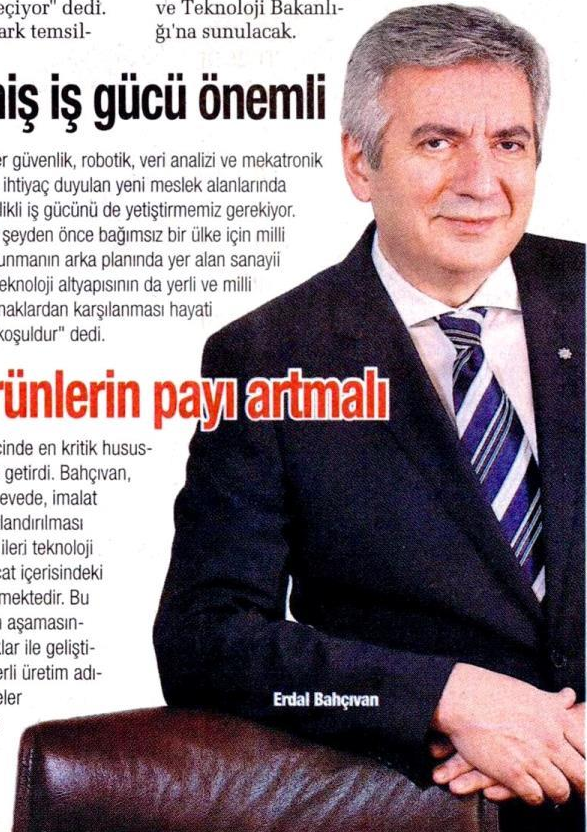 eçiyor" dedi.
ark temsil-
ve Teknoloji Bakanlı-
ğı'na sunulacak.
iş iş gücü önemli
er güvenlik, robotik, veri analizi ve mekatronik
ihtiyaç duyulan yeni meslek alanlarında
likli iş gücünü de yetiştirmemiz gerekiyor.
şeyden önce bağımsız bir ülke için milli
unmanın arka planında yer alan sanayii
eknoloji altyapısının da yerli ve milli
naklardan karşılanması hayati
koşuldur" dedi.
rünlerin payı artmalı
çinde en kritik husus-
getirdi. Bahçıvan,
evede, imalat
landırılması
ileri teknoloji
cat içerisindeki
mektedir. Bu
aşamasın-
lar ile gelişti-
erli üretim adı-
eler
Erdal Bahçıvan